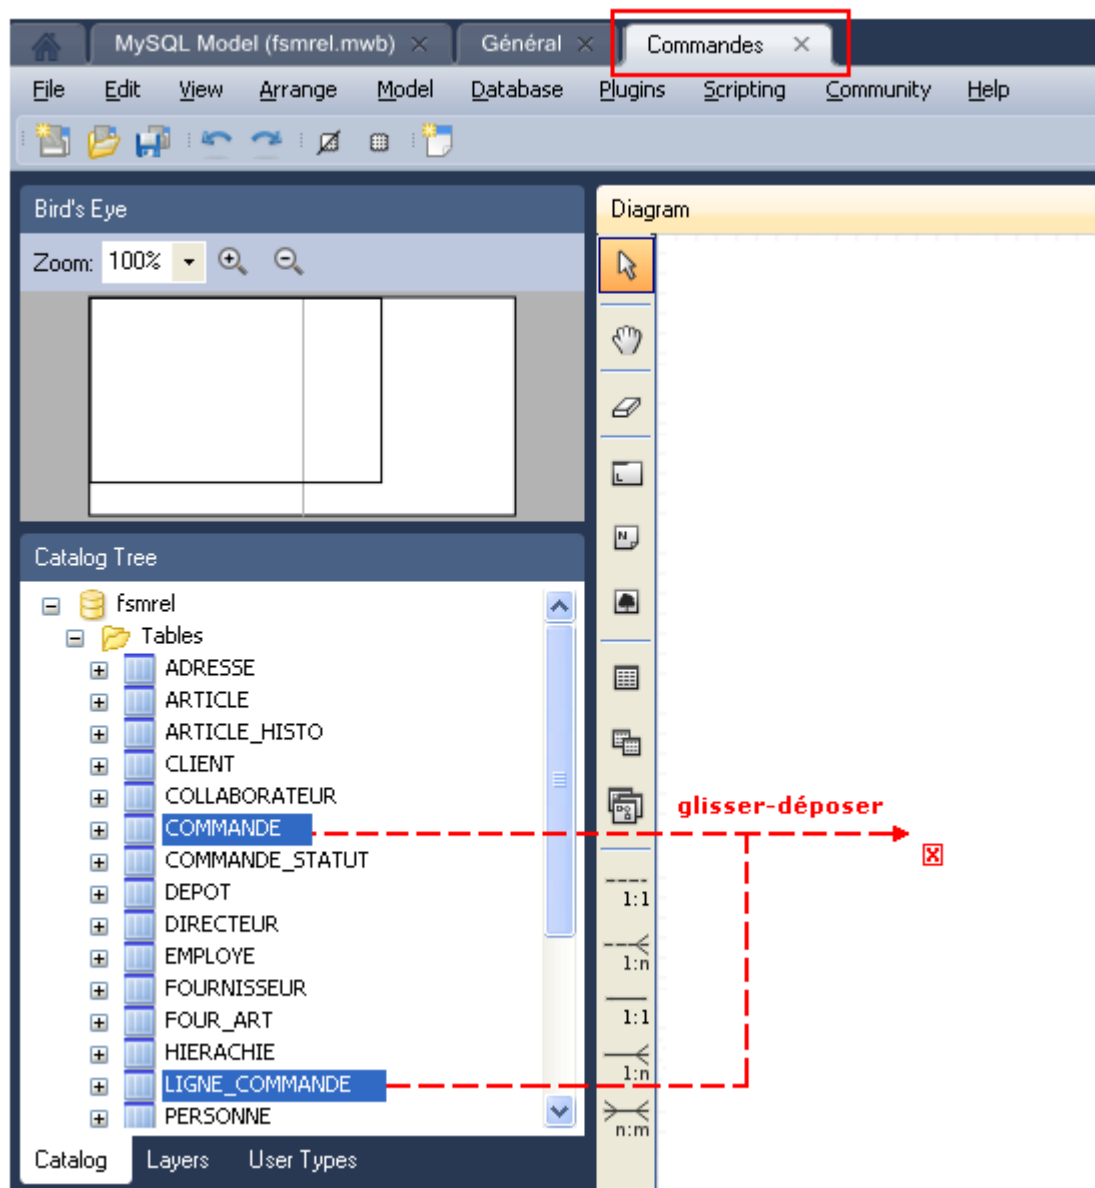 MySQL Model (fsmrel.mwb) Général Commandes
File Edit View Arrange Model Database Plugins Scripting Community Help
Bird's Eye
Zoom: 100%
Diagram
Catalog Tree
fsmrel
Tables
ADRESSE
ARTICLE
ARTICLE_HISTO
CLIENT
COLLABORATEUR
COMMANDE
COMMANDE_STATUT
DEPOT
DIRECTEUR
EMPLOYE
FOURNISSEUR
FOUR_ART
HIERACHIE
LIGNE_COMMANDE
PERSONNE
Catalog Layers User Types
L
N
1:1
1:n
1:1
1:n
n:m
glisser-déposer